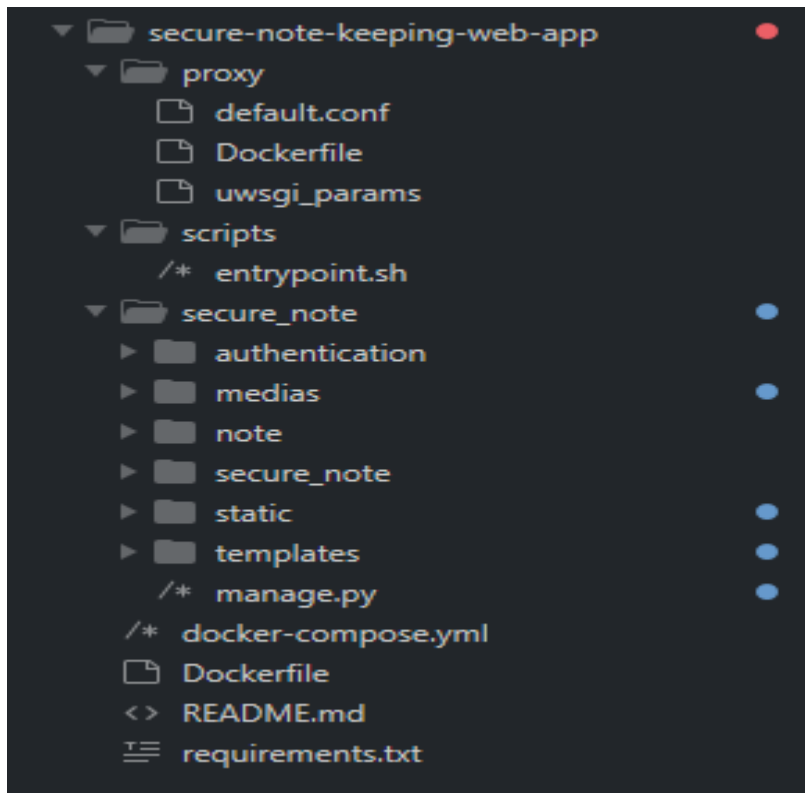 secure-note-keeping-web-app
proxy
default.conf
Dockerfile
uwsgi_params
scripts
/* entrypoint.sh
secure_note
authentication
medias
note
secure_note
static
templates
/* manage.py
/* docker-compose.yml
Dockerfile
<> README.md
requirements.txt